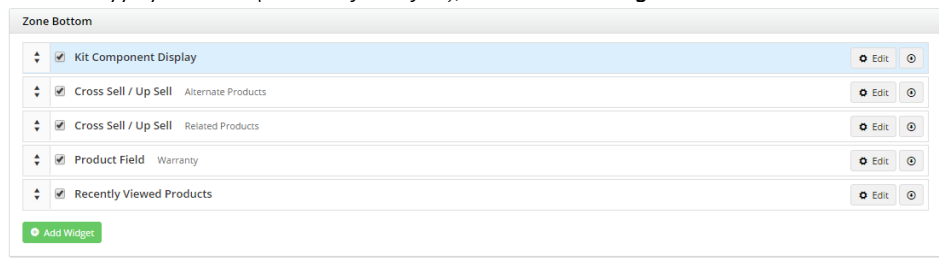 Zone Bottom
Kit Component Display Edit
Cross Sell / Up Sell Alternate Products Edit
Cross Sell / Up Sell Related Products Edit
Product Field Warranty Edit
Recently Viewed Products Edit
Add Widget